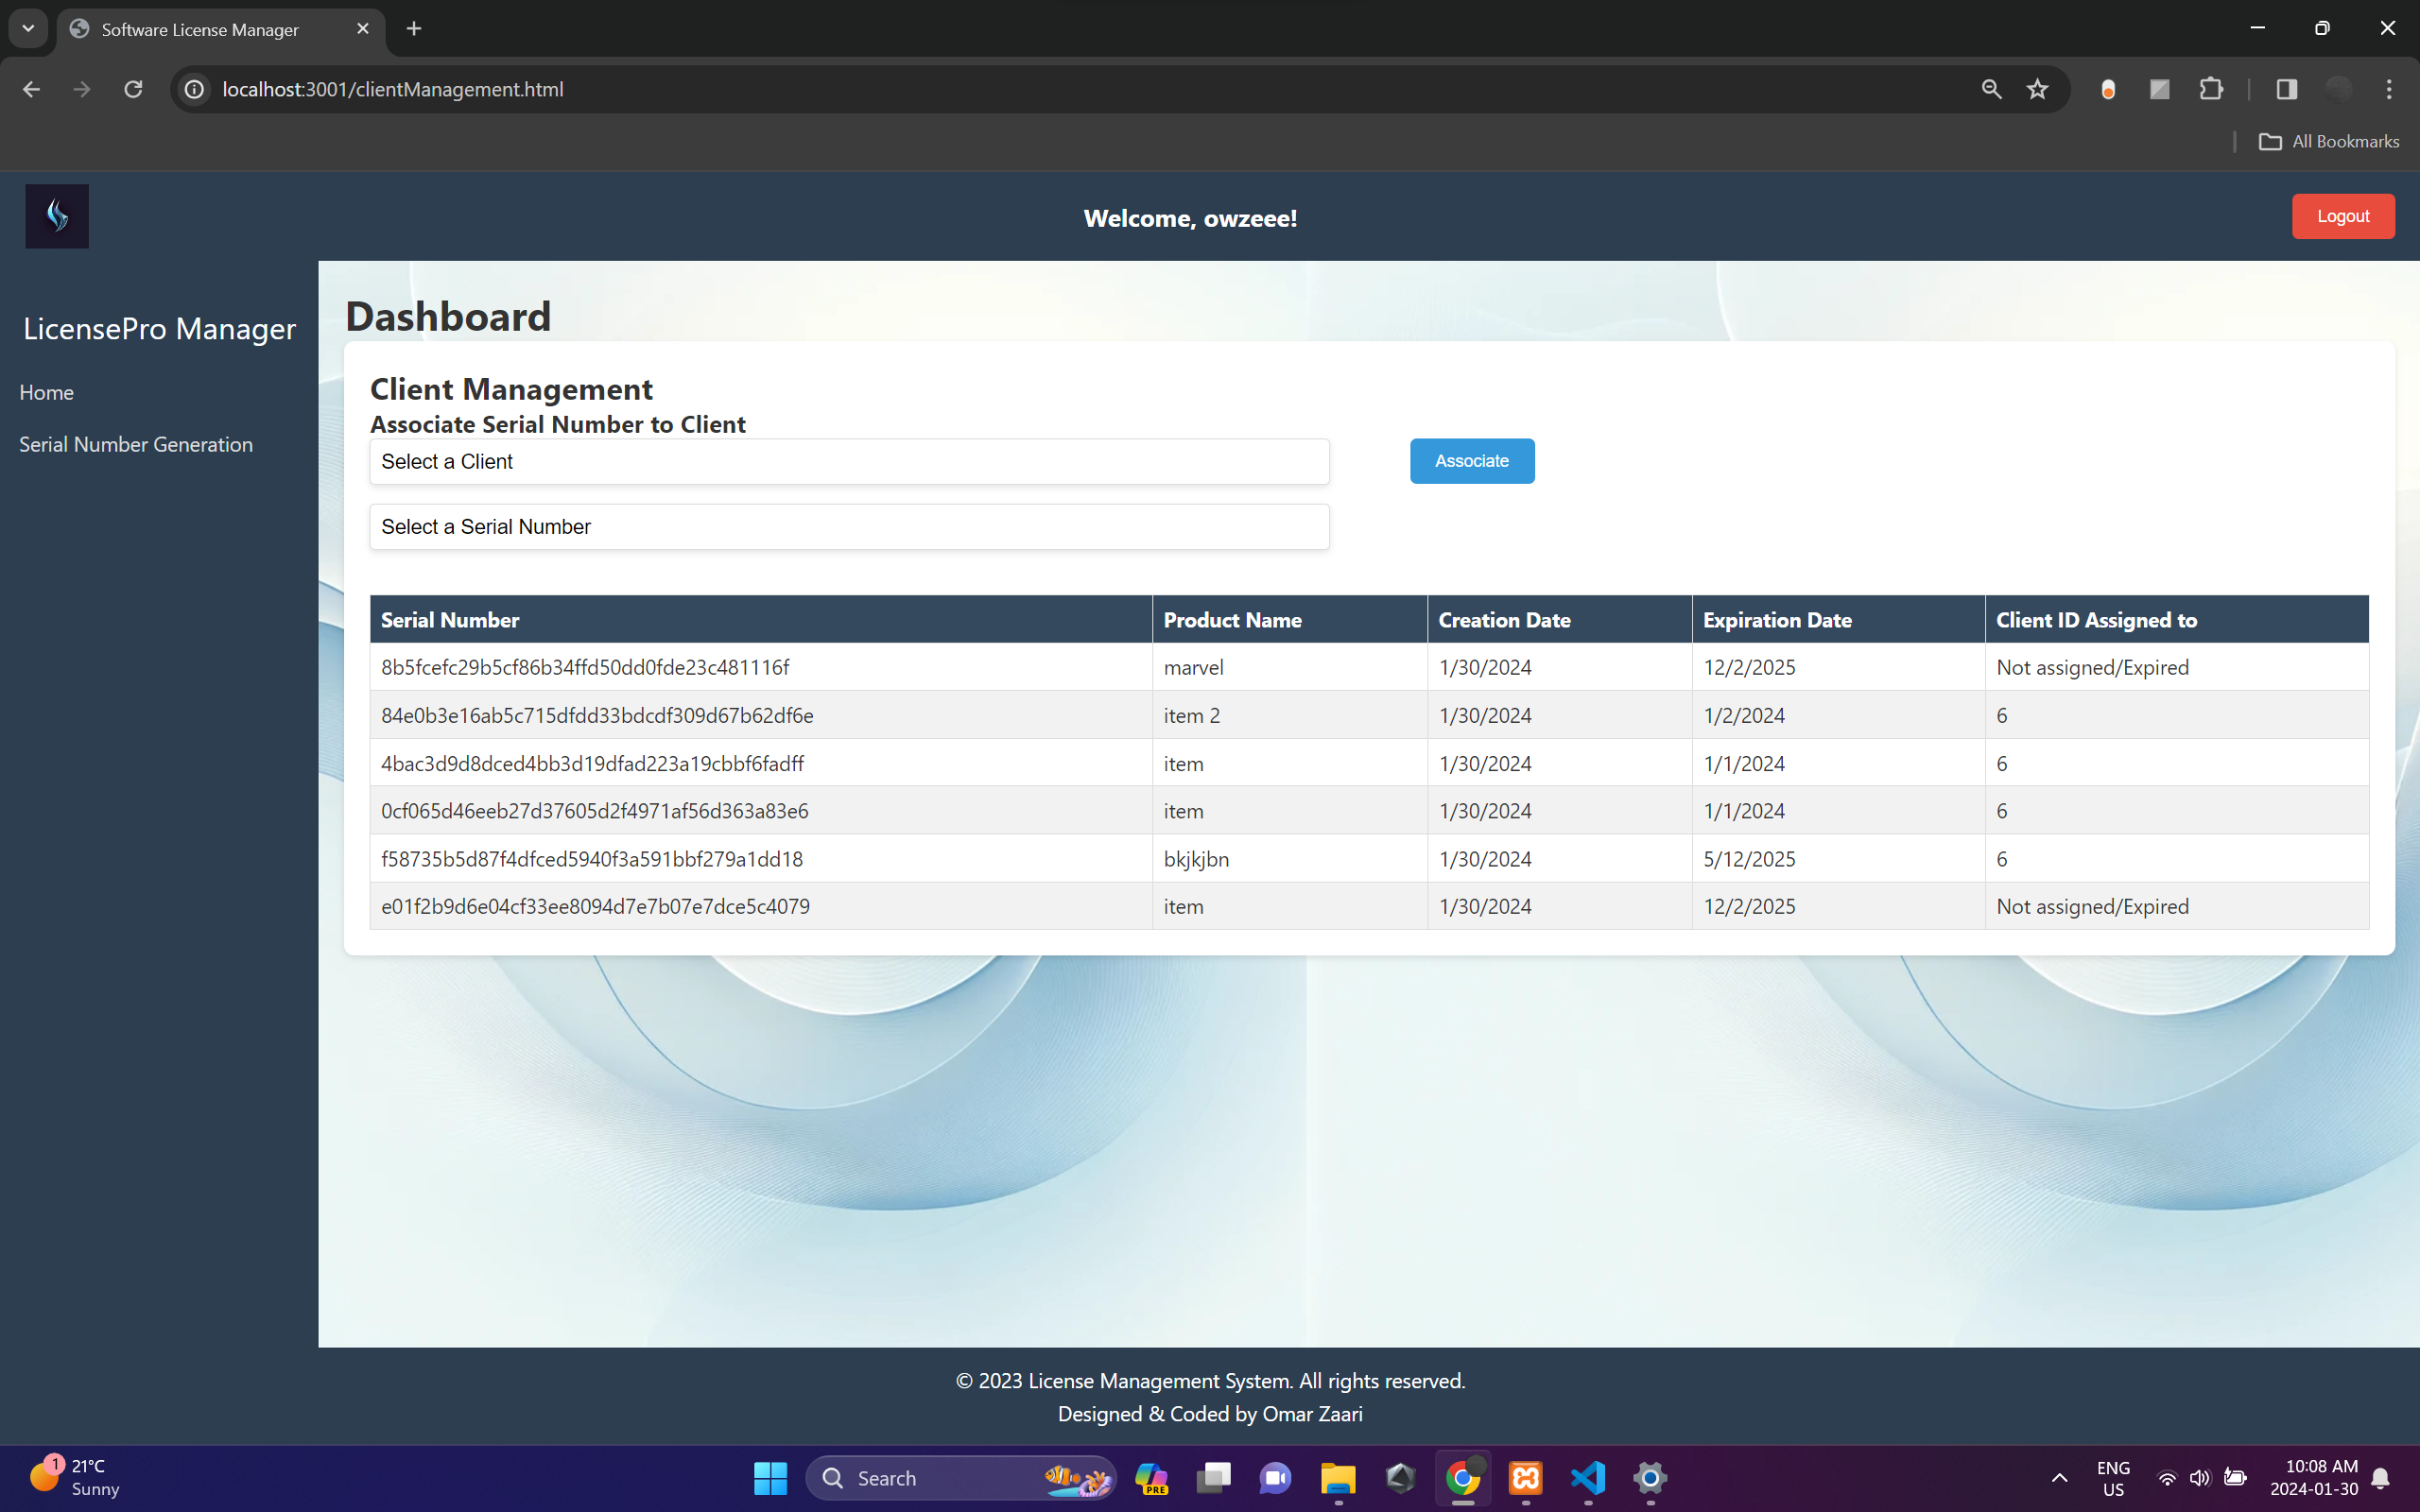 Software License Manager
localhost:3001/clientManagement.html
All Bookmarks
Welcome, owzeee!
Logout
LicensePro Manager
Home
Serial Number Generation
Dashboard
Client Management
Associate Serial Number to Client
Select a Client
Associate
Select a Serial Number
Serial Number Product Name Creation Date Expiration Date Client ID Assigned to
8b5fcefc29b5cf86b34ffd50dd0fde23c481116f marvel 1/30/2024 12/2/2025 Not assigned/Expired
84e0b3e16ab5c715dfdd33bdcdf309d67b62df6e item 2 1/30/2024 1/2/2024 6
4bac3d9d8dced4bb3d19dfad223a19cbbf6fadff item 1/30/2024 1/1/2024 6
0cf065d46eeb27d37605d2f4971af56d363a83e6 item 1/30/2024 1/1/2024 6
f58735b5d87f4dfced5940f3a591bbf279a1dd18 bkjkjbn 1/30/2024 5/12/2025 6
e01f2b9d6e04cf33ee8094d7e7b07e7dce5c4079 item 1/30/2024 12/2/2025 Not assigned/Expired
© 2023 License Management System. All rights reserved.
Designed & Coded by Omar Zaari
1
21°C
Sunny
Search
PRE
ENG
US
10:08 AM
2024-01-30